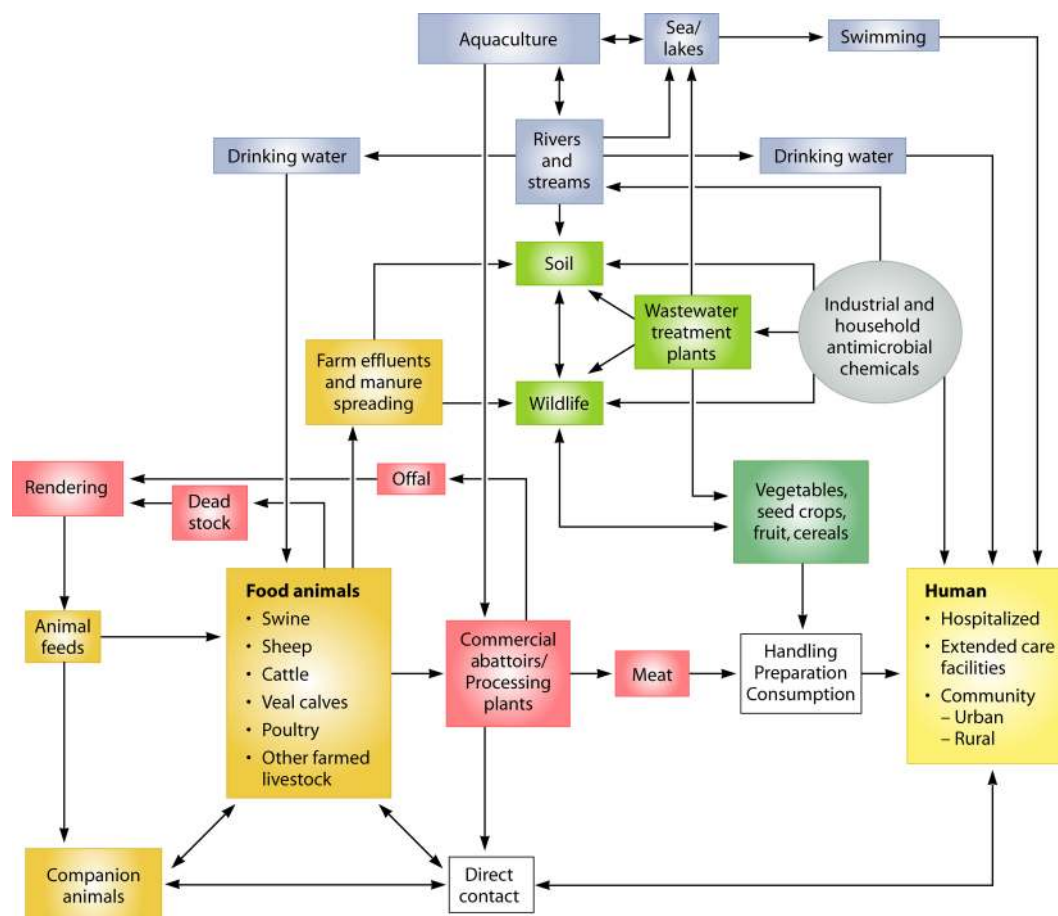 Aquaculture
Sea/
lakes
Swimming
Drinking water
Rivers
and
streams
Drinking water
Soil
Wastewater
treatment
plants
Industrial and
household
antimicrobial
chemicals
Farm effluents
and manure
spreading
Wildlife
Rendering
Offal
Dead
stock
Vegetables,
seed crops,
fruit, cereals
Animal
feeds
Food animals
• Swine
• Sheep
• Cattle
• Veal calves
• Poultry
• Other farmed
livestock
Commercial
abattoirs/
Processing
plants
Meat
Handling
Preparation
Consumption
Human
• Hospitalized
• Extended care
facilities
• Community
– Urban
– Rural
Companion
animals
Direct
contact